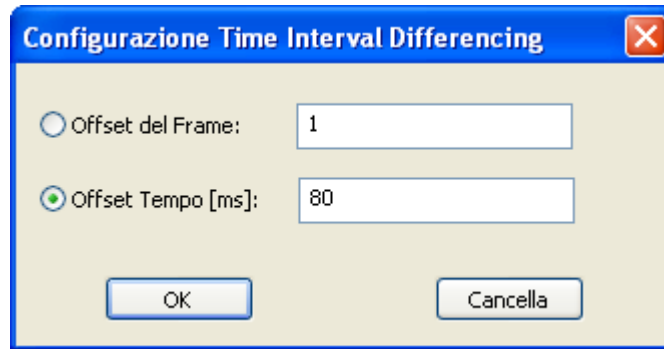 Configurazione Time Interval Differencing
Offset del Frame: 1
Offset Tempo [ms]: 80
OK Cancella